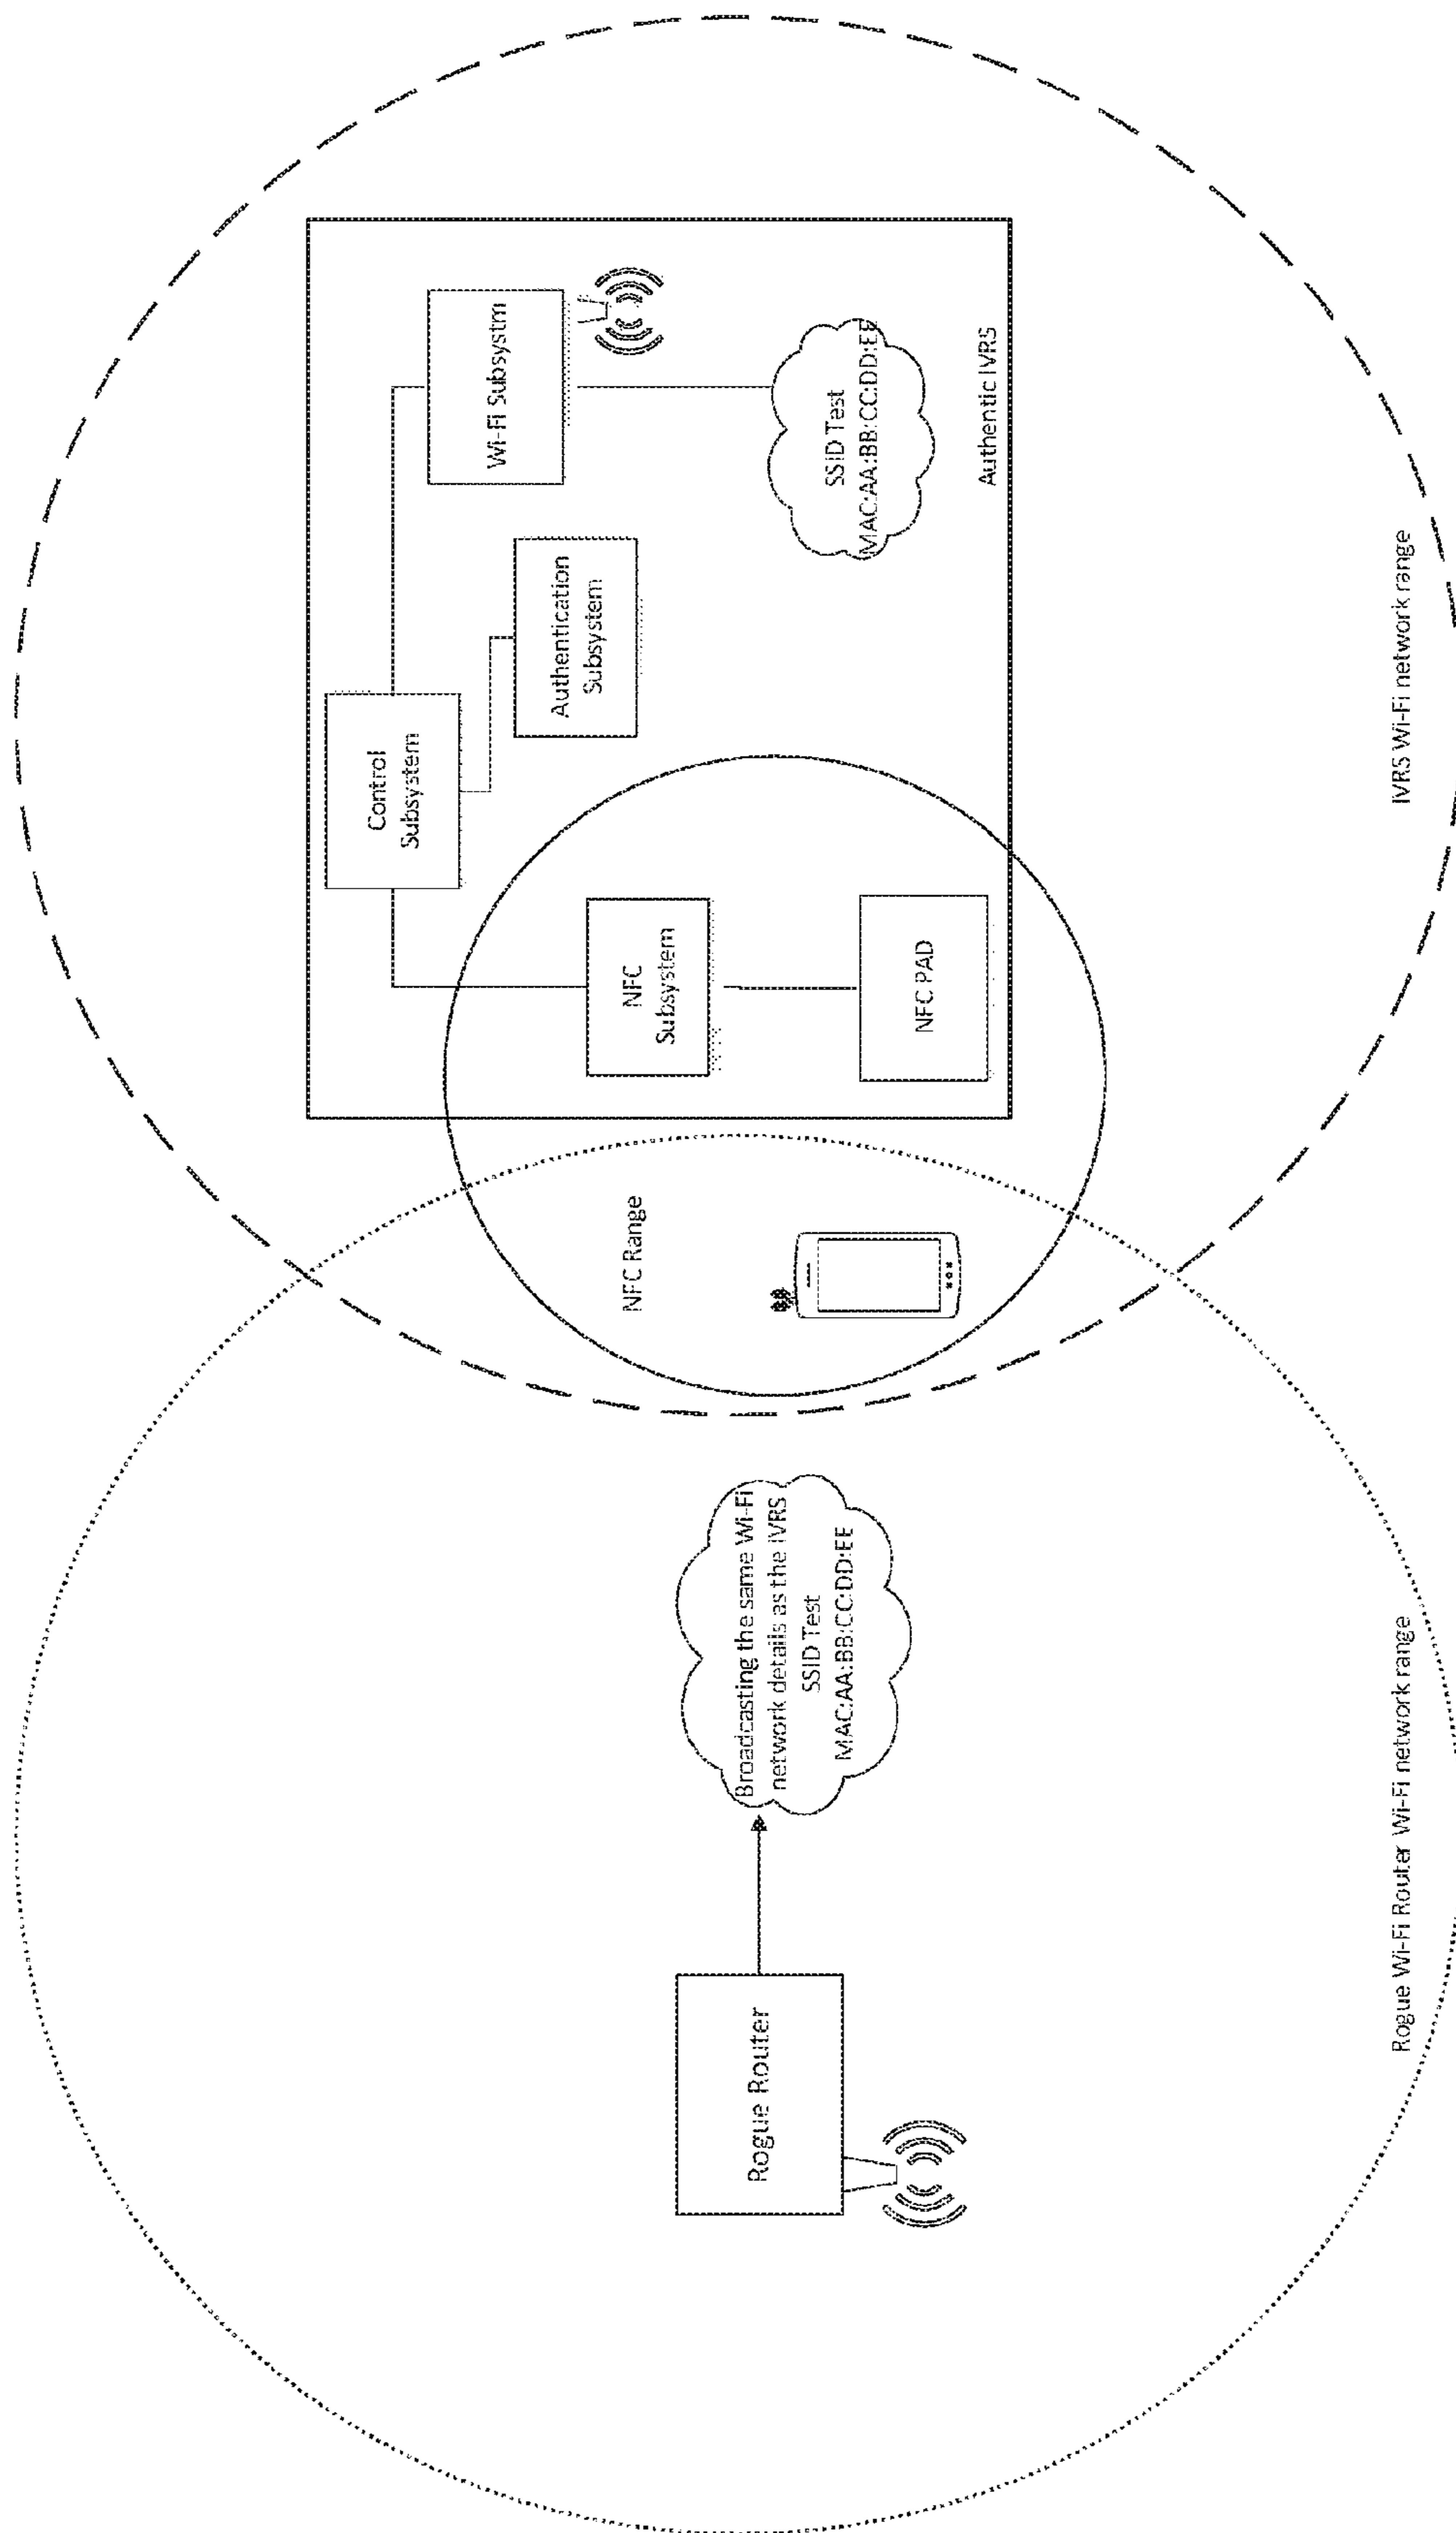 Rogue Router
Broadcasting the same Wi-Fi
network details as the IVRS
SSID Test
MAC:AA:BB:CC:DD:EE
Rogue Wi-Fi Router Wi-Fi network range
NFC Range
Control
Subsystem
NFC
Subsystem
NFC PAD
Authentication
Subsystem
Wi-Fi Subsystm
SSID Test
MAC:AA:BB:CC:DD:EE
Authentic IVRS
IVRS Wi-Fi network range